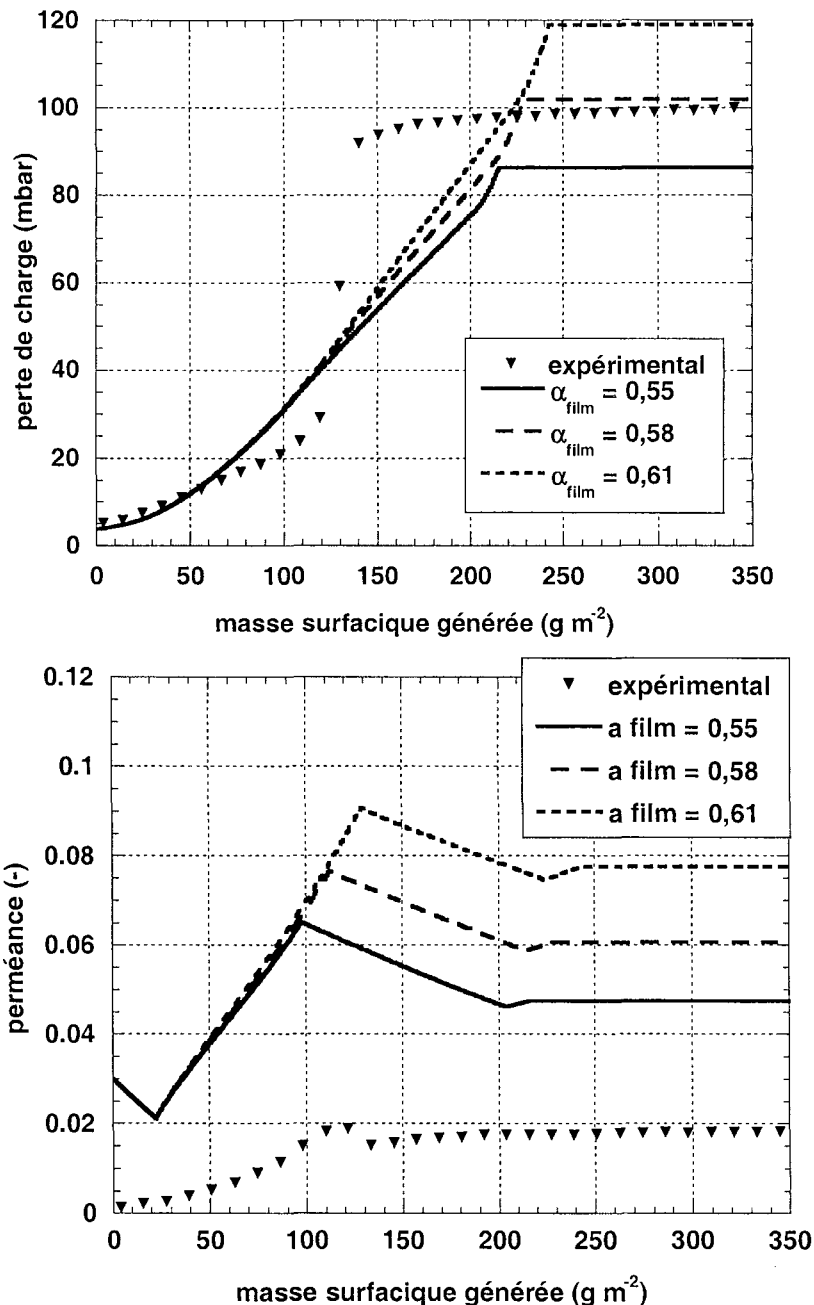 120
100
80
60
40
20
0
perte de charge (mbar)
expérimental
α film = 0,55
α film = 0,58
α film = 0,61
0 50 100 150 200 250 300 350
masse surfacique générée (g m-2)
0.12
0.1
0.08
0.06
0.04
0.02
0
perméance (-)
expérimental
a film = 0,55
a film = 0,58
a film = 0,61
0 50 100 150 200 250 300 350
masse surfacique générée (g m-2)